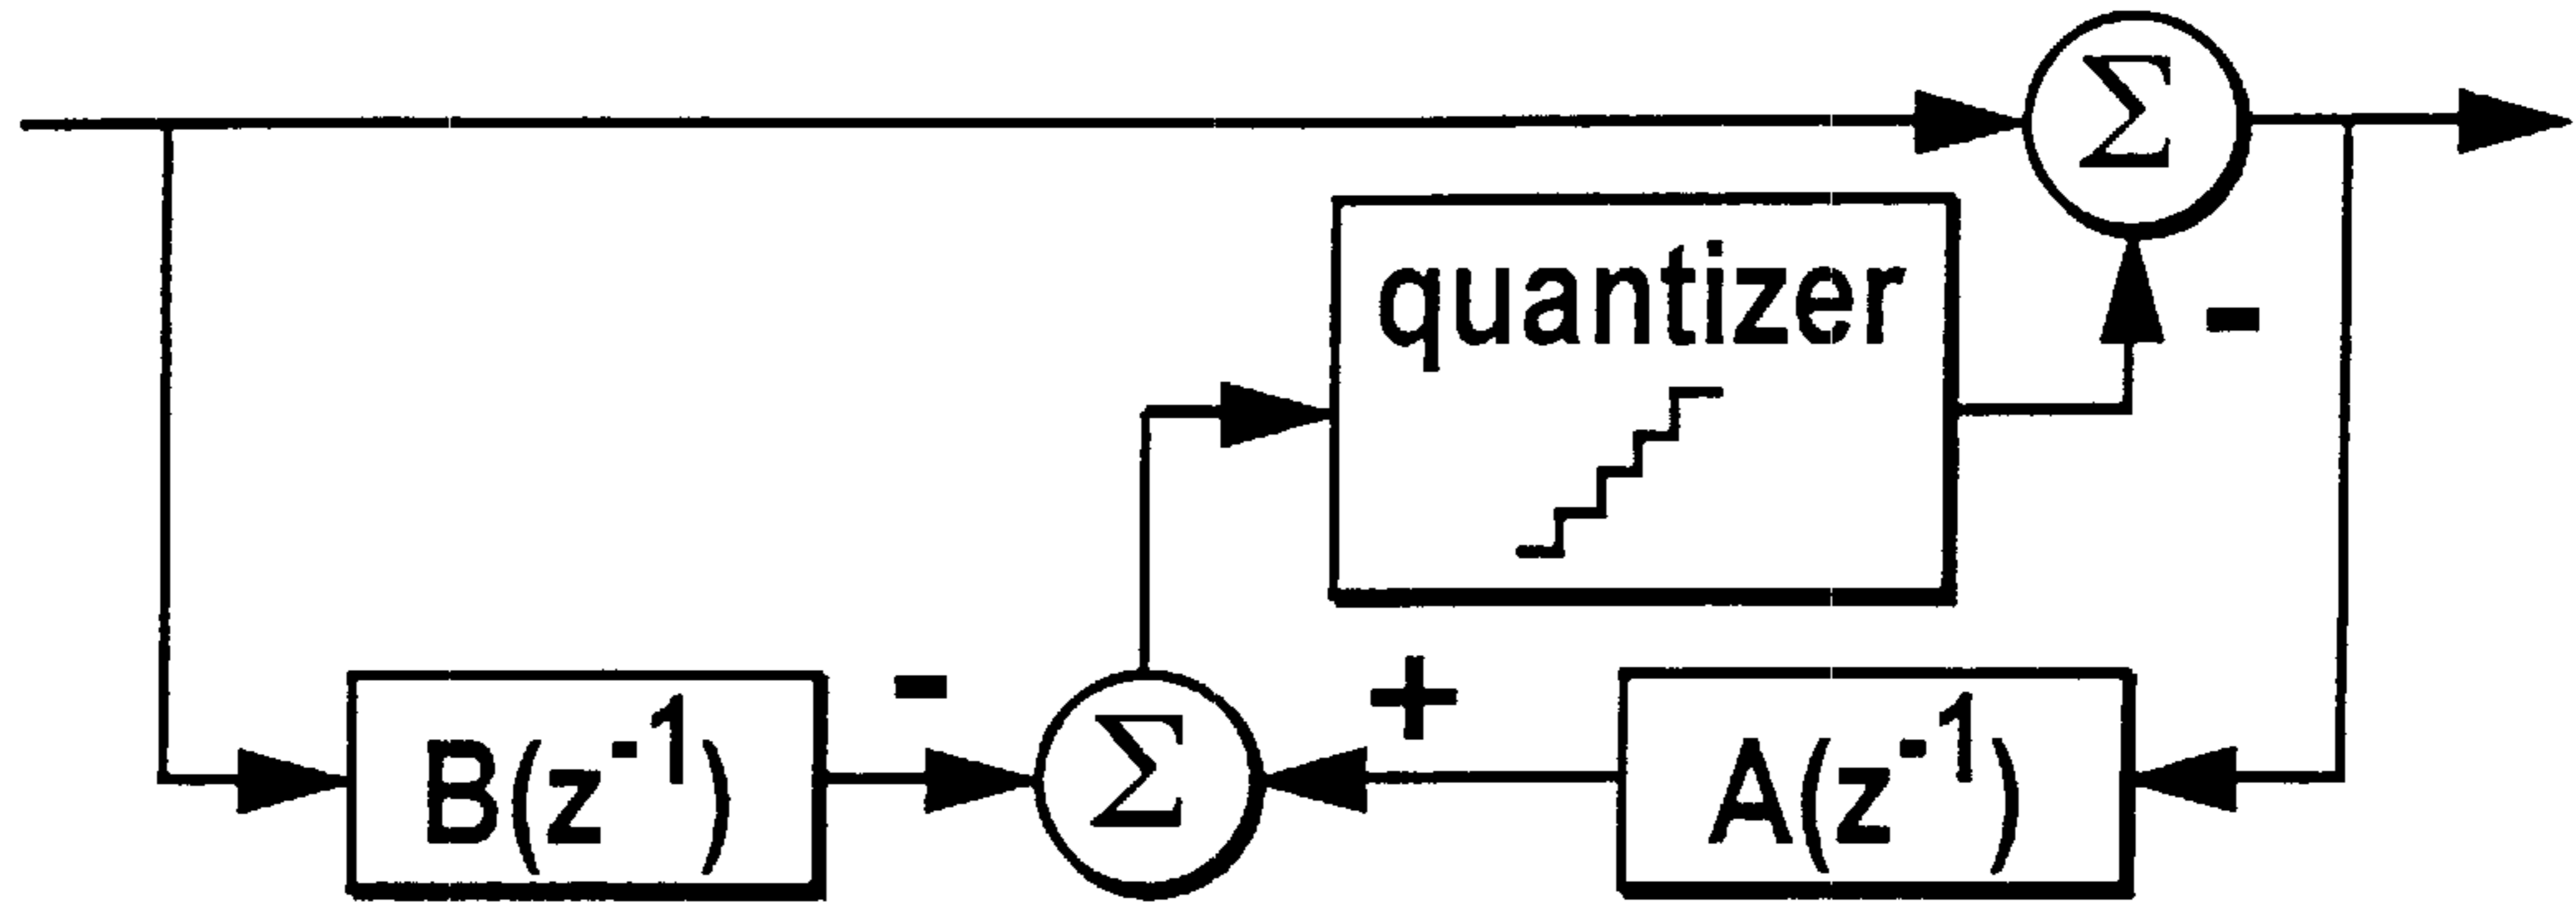 Σ
quantizer
-
-
+
B(z⁻¹)
Σ
A(z⁻¹)